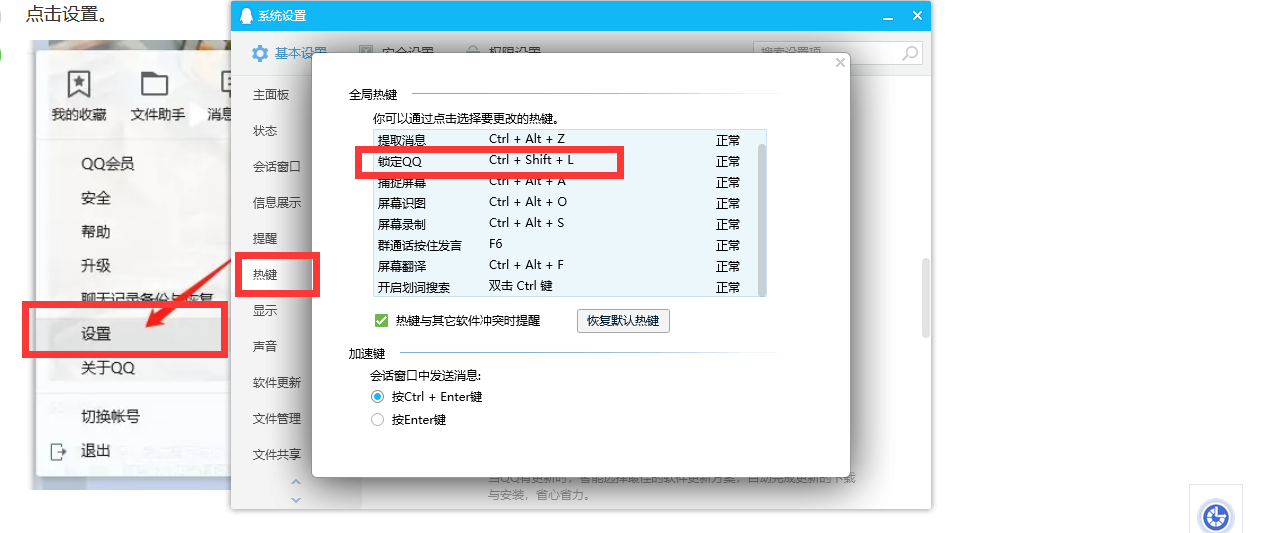 点击设置。
我的收藏 文件助手 消息
QQ会员
安全
帮助
升级
聊天记录备份与恢复
设置
关于QQ
切换帐号
退出
系统设置
基本设置 安全设置 权限设置 搜索设置项
主面板
状态
会话窗口
信息展示
提醒
热键
显示
声音
软件更新
文件管理
文件共享
全局热键
你可以通过点击选择要更改的热键。
提取消息 Ctrl + Alt + Z 正常
锁定QQ Ctrl + Shift + L 正常
捕捉屏幕 Ctrl + Alt + A 正常
屏幕识图 Ctrl + Alt + O 正常
屏幕录制 Ctrl + Alt + S 正常
群通话按住发言 F6 正常
屏幕翻译 Ctrl + Alt + F 正常
开启划词搜索 双击 Ctrl 键 正常
热键与其它软件冲突时提醒 恢复默认热键
加速键
会话窗口中发送消息:
按Ctrl + Enter键
按Enter键
当QQ有更新时，智能选择最佳的软件更新方案，自动完成更新的下载
与安装，省心省力。